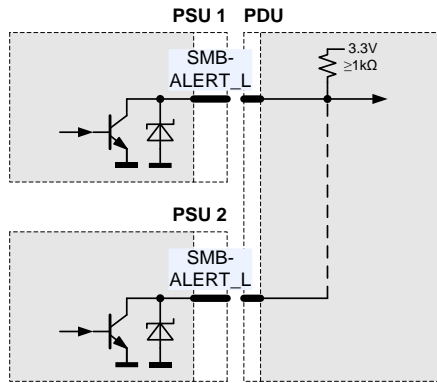 PSU 1 PDU
SMB-
ALERT_L
3.3V
≥1kΩ
PSU 2
SMB-
ALERT_L